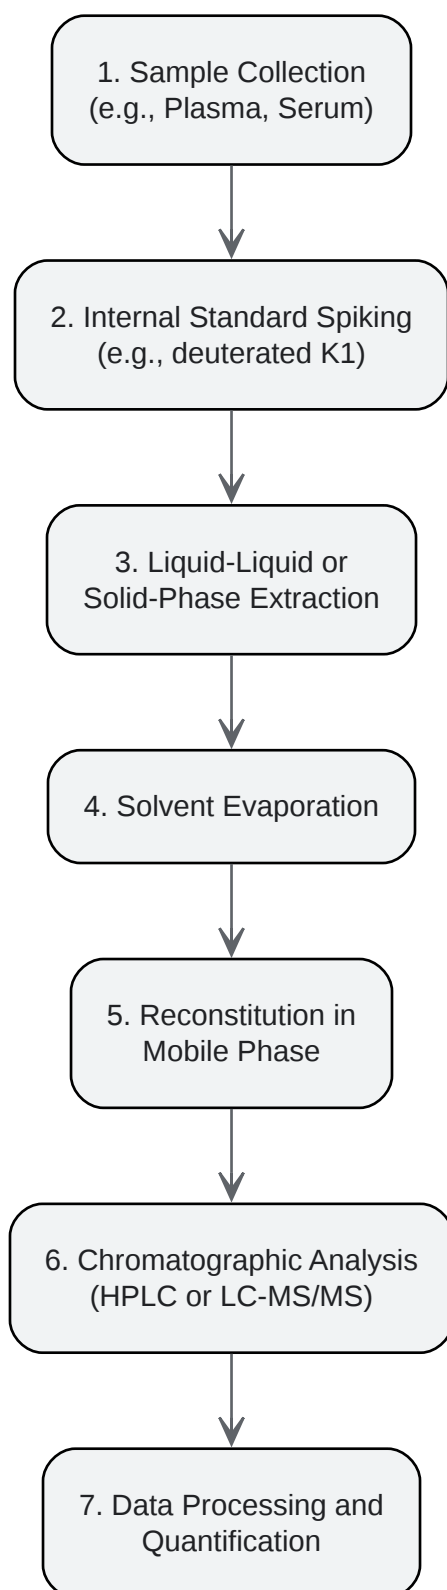 1. Sample Collection
(e.g., Plasma, Serum)
2. Internal Standard Spiking
(e.g., deuterated K1)
3. Liquid-Liquid or
Solid-Phase Extraction
4. Solvent Evaporation
5. Reconstitution in
Mobile Phase
6. Chromatographic Analysis
(HPLC or LC-MS/MS)
7. Data Processing and
Quantification